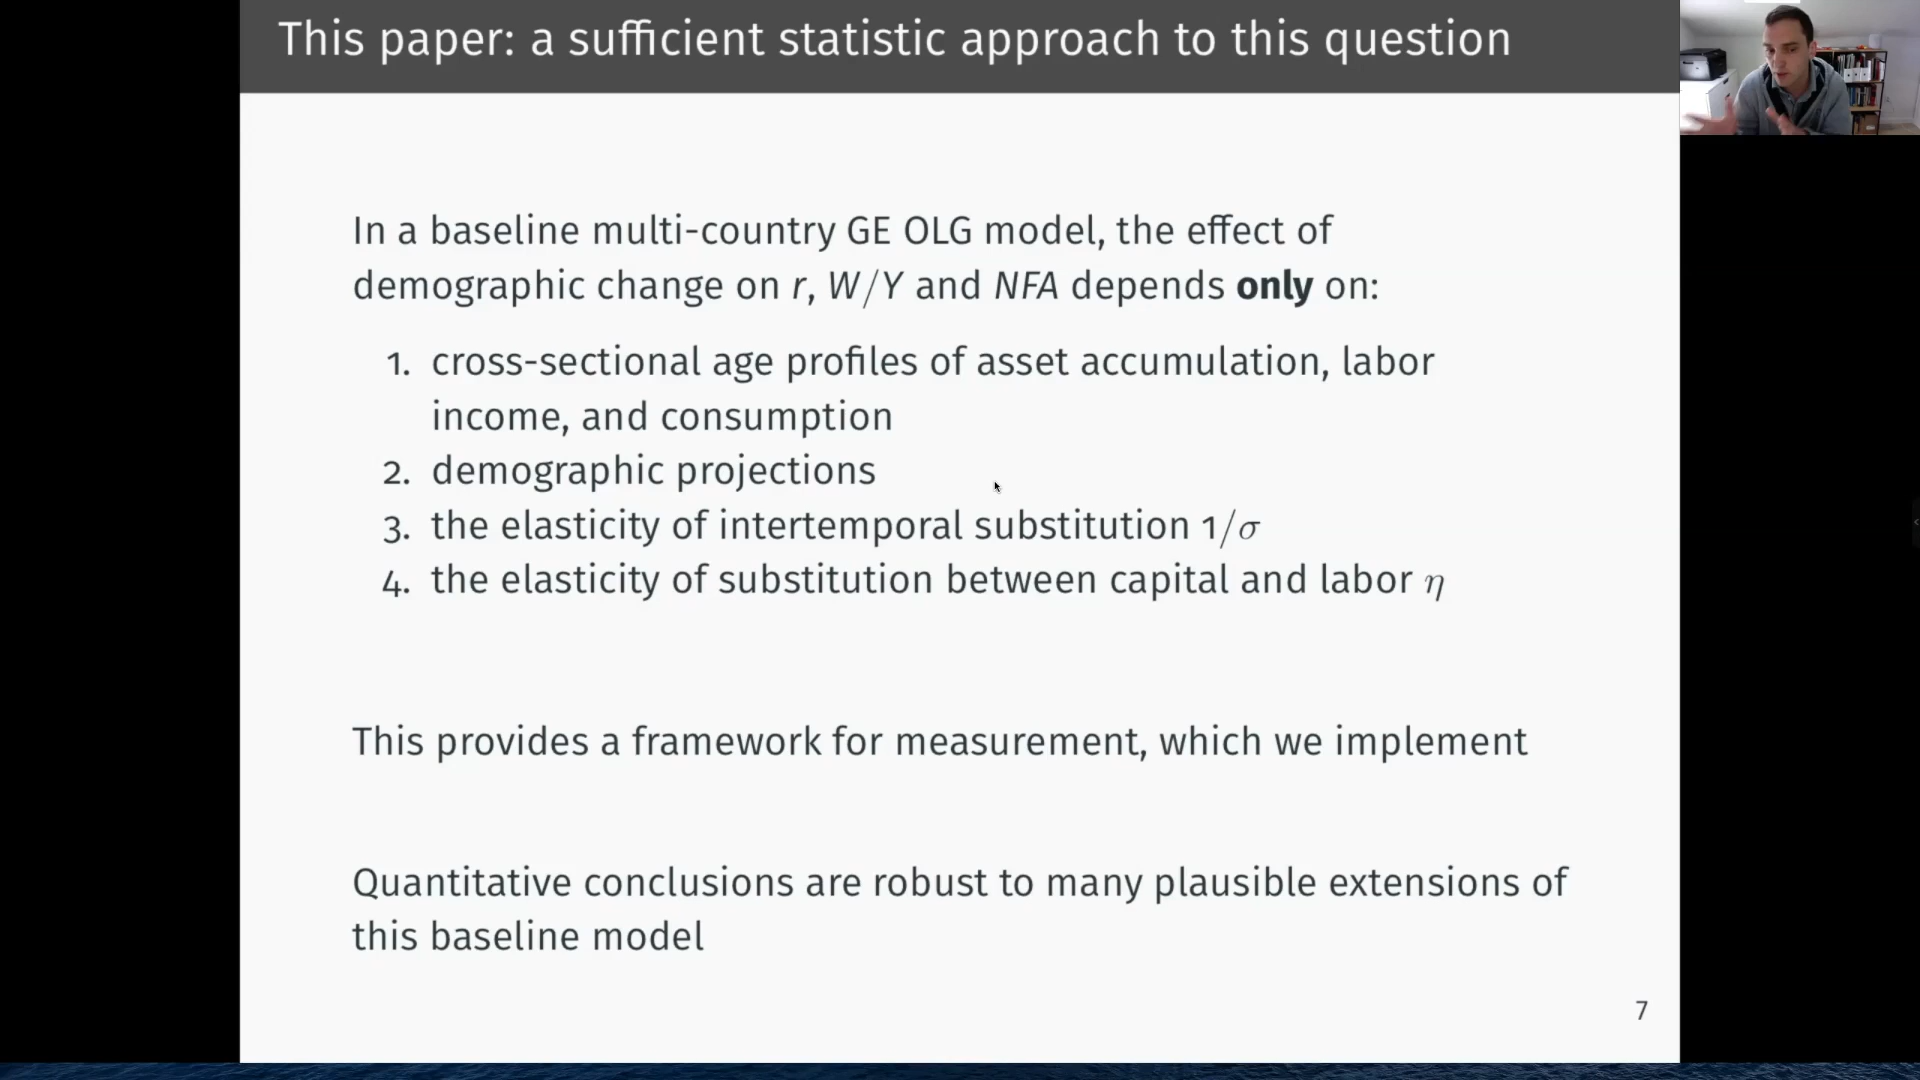 This paper: a sufficient statistic approach to this question
In a baseline multi-country GE OLG model, the effect of
demographic change on r, W/Y and NFA depends only on:
1. cross-sectional age profiles of asset accumulation, labor
income, and consumption
2. demographic projections
3. the elasticity of intertemporal substitution 1/σ
4. the elasticity of substitution between capital and labor η
This provides a framework for measurement, which we implement
Quantitative conclusions are robust to many plausible extensions of
this baseline model
7